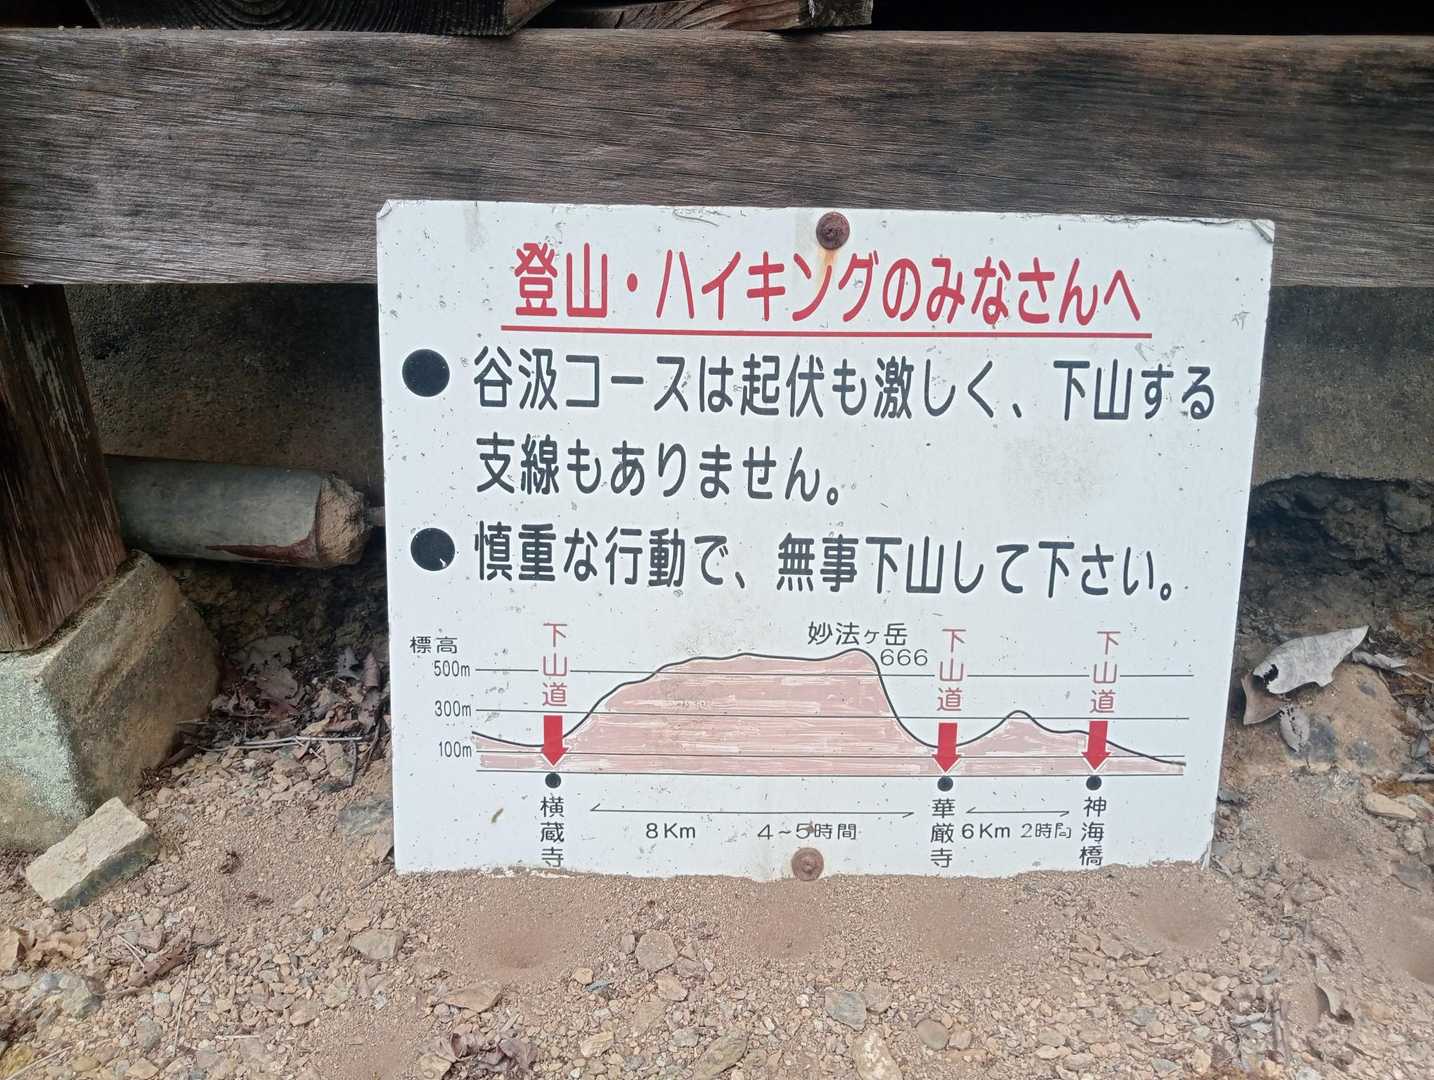 登山・ハイキングのみなさんへ
● 谷汲コースは起伏も激しく、下山する
支線もありません。
● 慎重な行動で、無事下山して下さい。
標高
500m
300m
100m
下山道
妙法ヶ岳
666
下山道
下山道
横蔵寺
8Km 4~5時間
華厳寺
6Km 2時間
神海橋